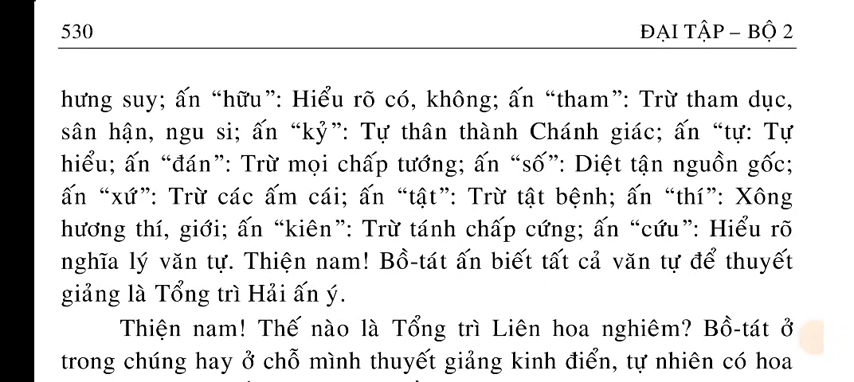 530 ĐẠI TẬP – BỘ 2
hưng suy; ấn “hữu”: Hiểu rõ có, không; ấn “tham”: Trừ tham dục,
sân hận, ngu si; ấn “kỷ”: Tự thân thành Chánh giác; ấn “tự: Tự
hiểu; ấn “đán”: Trừ mọi chấp tướng; ấn “số”: Diệt tận nguồn gốc;
ấn “xứ”: Trừ các ấm cái; ấn “tật”: Trừ tật bệnh; ấn “thí”: Xông
hương thí, giới; ấn “kiên”: Trừ tánh chấp cứng; ấn “cứu”: Hiểu rõ
nghĩa lý văn tự. Thiện nam! Bồ-tát ấn biết tất cả văn tự để thuyết
giảng là Tổng trì Hải ấn ý.
Thiện nam! Thế nào là Tổng trì Liên hoa nghiêm? Bồ-tát ở
trong chúng hay ở chỗ mình thuyết giảng kinh điển, tự nhiên có hoa